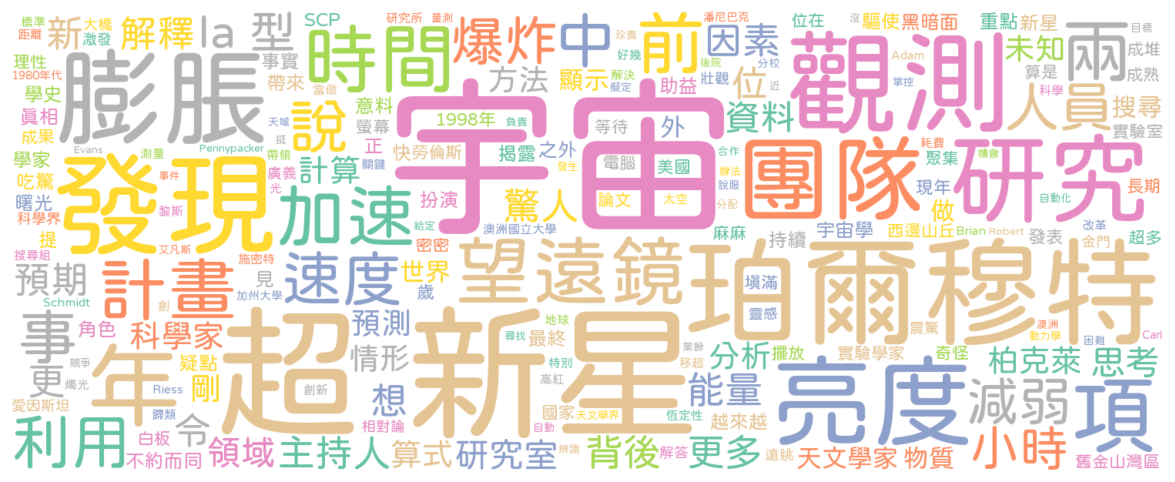 標準 大橋 SCP 研究所 量測 潘尼巴克 位在 驅使 黑暗面 重點 新星 沒 目標
距離 新 激發 解釋 Ia 型 時間 爆炸 中 珍貴 前 好幾 因素 後院 分校 觀測 Adam 未知 兩 成堆
1980年代 理性 事實 方法 顯示 解決 擬定 助益 壯觀 位 掌控 近 算是 成熟
學史 膨脹 帶來 富做 意料 宇宙 資料 人員 科學 搜尋
眞相 成果 天域 說 挺 螢幕 1998年 負責 等待 外 實驗室
Evans 測量 Pennypacker 帶領 正 快勞倫斯 揭露 之外 電腦 美國 合作 團隊 耗費 機會 研究
學家 吃驚 事件 發現 廣義 計算 關鍵 發生 辦法 說服 聚集 長期
曙光 黎斯 光 加速 扮演 驚人 論文 太空 分配 現年 自動化
科學界 提 艾凡斯 給定 澳洲國立大學 麻麻 宇宙學 做 西邊山丘 Brian Robert 改革
搜尋組 施密特 密密 望遠鏡 持續 發表 金門 超多
預期 計畫 創 加州大學 速度 見 世界 歲 塡滿 珀爾穆特
Schmidt 角色 科學家 預測 地球 靈感 震驚 澳洲 動力學
事 疑點 超 情形 尋找 最終 新星 業餘 分析 擺放 實驗學家 奇怪 柏克萊 困難 思考 Carl
更 競爭 燭光 年 剛 創新 特別 移超 能量 亮度 減弱 項
愛因斯坦 Riess 歸類 想 相對論 高紅 國家 天文學界 恆定性 越來越
利用 白板 令 領域 主持人 算式 自動 研究室 辨識 背後 解答 更多 遠眺 天文學家 物質 小時
不約而同 舊金山灣區